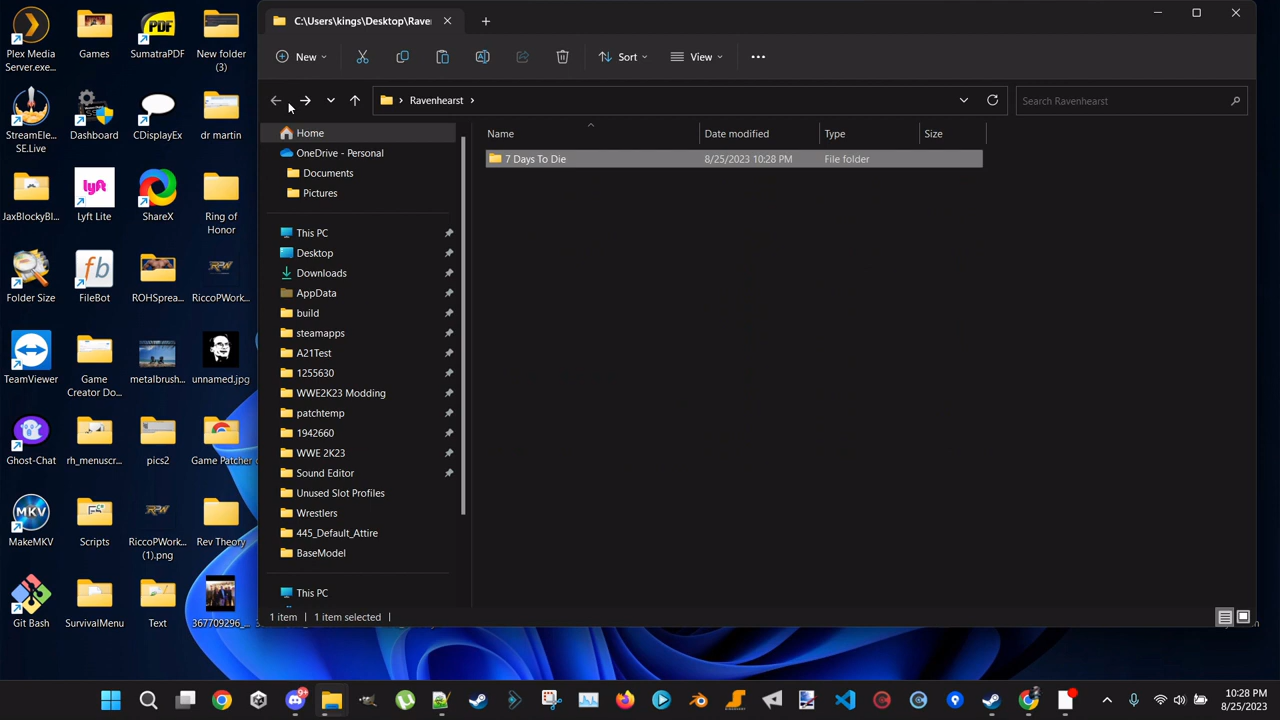 Plex Media
Server.exe...
Games
SumatraPDF
New folder
(3)
StreamEle...
SE.Live
Dashboard
CDisplayEx
dr martin
JaxBlockyBl...
Lyft Lite
ShareX
Ring of
Honor
Folder Size
FileBot
ROHSprea...
RiccoPWork...
TeamViewer
Game
Creator Do...
metalbrush...
unnamed.jpg
Ghost-Chat
rh_menuscr...
pics2
Game Patcher
MakeMKV
Scripts
RiccoPWork...
(1).png
Rev Theory
Git Bash
SurvivalMenu
Text
367709296_...
C:\Users\kings\Desktop\Raver
New
Sort
View
Ravenhearst
Search Ravenhearst
Home
OneDrive - Personal
Documents
Pictures
This PC
Desktop
Downloads
AppData
build
steamapps
A21Test
1255630
WWE2K23 Modding
patchtemp
1942660
WWE 2K23
Sound Editor
Unused Slot Profiles
Wrestlers
445_Default_Attire
BaseModel
This PC
Name Date modified Type Size
7 Days To Die 8/25/2023 10:28 PM File folder
1 item 1 item selected
10:28 PM
8/25/2023